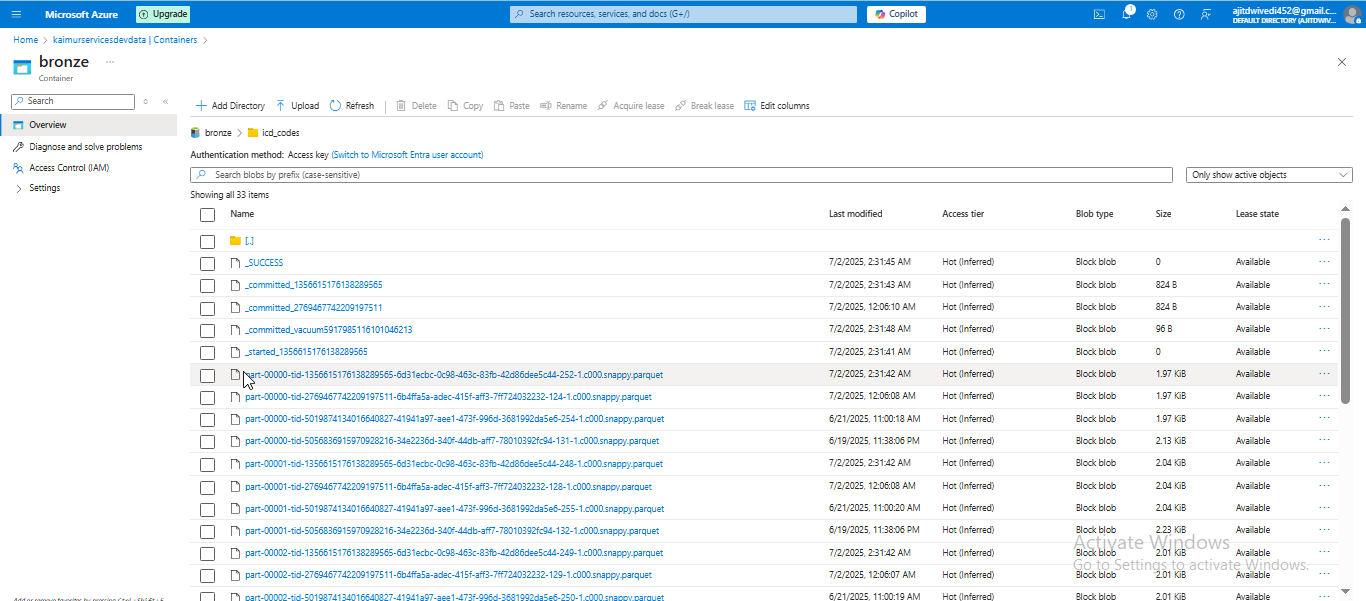 Microsoft Azure
Upgrade
Search resources, services, and docs (G+/)
Copilot
1
ajitdwivedi452@gmail.c...
DEFAULT DIRECTORY (AJITDWIV...
Home > kaimurservicesdevdata | Containers >
bronze ...
Container
Search
Overview
Diagnose and solve problems
Access Control (IAM)
Settings
Add Directory Upload Refresh Delete Copy Paste Rename Acquire lease Break lease Edit columns
bronze > icd_codes
Authentication method: Access key (Switch to Microsoft Entra user account)
Search blobs by prefix (case-sensitive)
Only show active objects
Showing all 33 items
Name Last modified Access tier Blob type Size Lease state
[..]
_SUCCESS 7/2/2025, 2:31:45 AM Hot (Inferred) Block blob 0 Available
_committed_1356615176138289565 7/2/2025, 2:31:43 AM Hot (Inferred) Block blob 824 B Available
_committed_2769467742209197511 7/2/2025, 12:06:10 AM Hot (Inferred) Block blob 824 B Available
_committed_vacuum5917985116101046213 7/2/2025, 2:31:48 AM Hot (Inferred) Block blob 96 B Available
_started_1356615176138289565 7/2/2025, 2:31:41 AM Hot (Inferred) Block blob 0 Available
part-00000-tid-1356615176138289565-6d31ecbc-0c98-463c-83fb-42d86dee5c44-252-1.c000.snappy.parquet 7/2/2025, 2:31:42 AM Hot (Inferred) Block blob 1.97 KiB Available
part-00000-tid-2769467742209197511-6b4ffa5a-adec-415f-aff3-7ff724032232-124-1.c000.snappy.parquet 7/2/2025, 12:06:08 AM Hot (Inferred) Block blob 1.97 KiB Available
part-00000-tid-5019874134016640827-41941a97-aee1-473f-996d-3681992da5e6-254-1.c000.snappy.parquet 6/21/2025, 11:00:18 AM Hot (Inferred) Block blob 1.97 KiB Available
part-00000-tid-5056836915970928216-34e2236d-340f-44db-aff7-78010392fc94-131-1.c000.snappy.parquet 6/19/2025, 11:38:06 PM Hot (Inferred) Block blob 2.13 KiB Available
part-00001-tid-1356615176138289565-6d31ecbc-0c98-463c-83fb-42d86dee5c44-248-1.c000.snappy.parquet 7/2/2025, 2:31:42 AM Hot (Inferred) Block blob 2.04 KiB Available
part-00001-tid-2769467742209197511-6b4ffa5a-adec-415f-aff3-7ff724032232-128-1.c000.snappy.parquet 7/2/2025, 12:06:08 AM Hot (Inferred) Block blob 2.04 KiB Available
part-00001-tid-5019874134016640827-41941a97-aee1-473f-996d-3681992da5e6-255-1.c000.snappy.parquet 6/21/2025, 11:00:20 AM Hot (Inferred) Block blob 2.04 KiB Available
part-00001-tid-5056836915970928216-34e2236d-340f-44db-aff7-78010392fc94-132-1.c000.snappy.parquet 6/19/2025, 11:38:06 PM Hot (Inferred) Block blob 2.23 KiB Available
Activate Windows
part-00002-tid-1356615176138289565-6d31ecbc-0c98-463c-83fb-42d86dee5c44-249-1.c000.snappy.parquet 7/2/2025, 2:31:42 AM Hot (Inferred) Block blob 2.01 KiB Available
Go to Settings to activate Windows.
part-00002-tid-2769467742209197511-6b4ffa5a-adec-415f-aff3-7ff724032232-129-1.c000.snappy.parquet 7/2/2025, 12:06:07 AM Hot (Inferred) Block blob 2.01 KiB Available
part-00002-tid-5019874134016640827-41941a97-aee1-473f-996d-3681992da5e6-250-1.c000.snappy.parquet 6/21/2025, 11:00:19 AM Hot (Inferred) Block blob 2.01 KiB Available
Add or remove favorites by pressing Ctrl+Shift+F